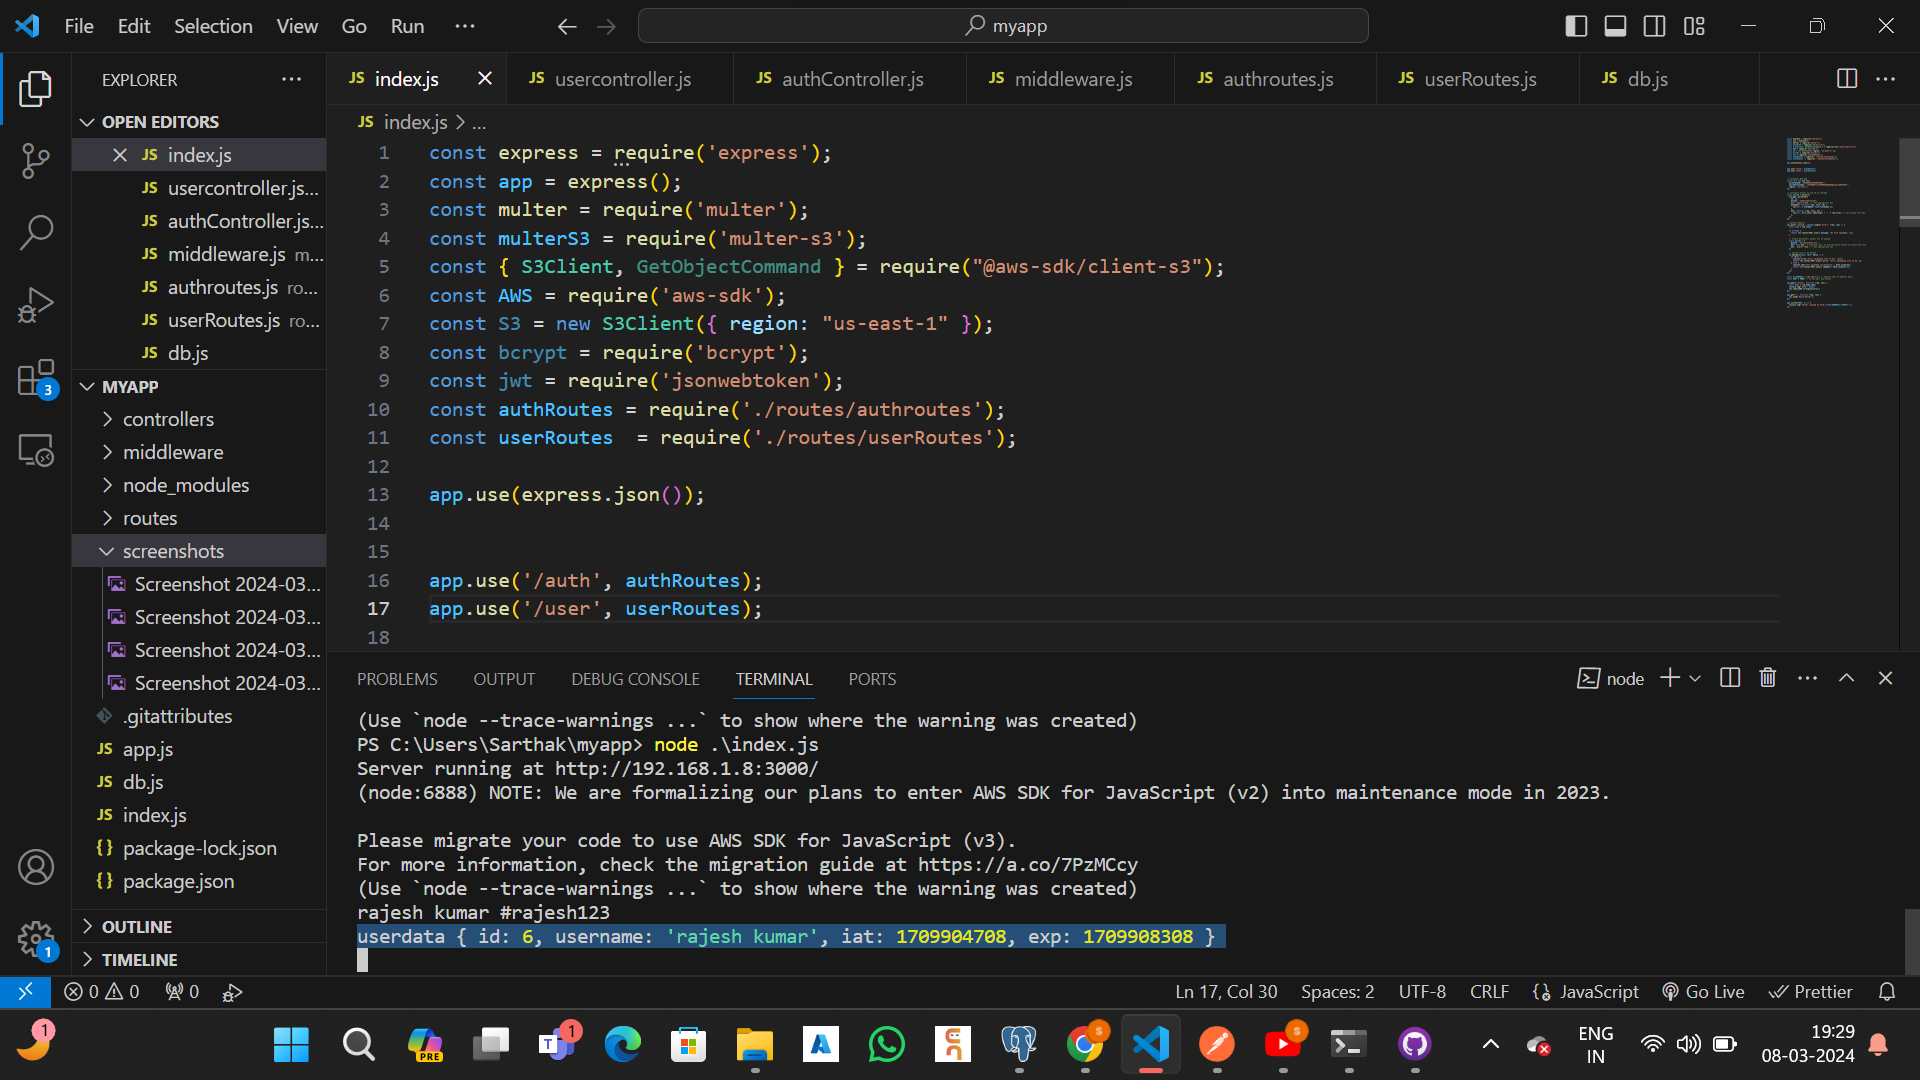 File Edit Selection View Go Run ···
myapp
EXPLORER ···
OPEN EDITORS
JS index.js
JS usercontroller.js...
JS authController.js...
JS middleware.js m...
JS authroutes.js ro...
JS userRoutes.js ro...
JS db.js
MYAPP
controllers
middleware
node_modules
routes
screenshots
Screenshot 2024-03...
Screenshot 2024-03...
Screenshot 2024-03...
Screenshot 2024-03...
.gitattributes
JS app.js
JS db.js
JS index.js
{} package-lock.json
{} package.json
OUTLINE
TIMELINE
3
1
JS index.js JS usercontroller.js JS authController.js JS middleware.js JS authroutes.js JS userRoutes.js JS db.js
JS index.js > ...
1 const express = require('express');
2 const app = express();
3 const multer = require('multer');
4 const multerS3 = require('multer-s3');
5 const { S3Client, GetObjectCommand } = require("@aws-sdk/client-s3");
6 const AWS = require('aws-sdk');
7 const S3 = new S3Client({ region: "us-east-1" });
8 const bcrypt = require('bcrypt');
9 const jwt = require('jsonwebtoken');
10 const authRoutes = require('./routes/authroutes');
11 const userRoutes  = require('./routes/userRoutes');
12
13 app.use(express.json());
14
15
16 app.use('/auth', authRoutes);
17 app.use('/user', userRoutes);
18
PROBLEMS OUTPUT DEBUG CONSOLE TERMINAL PORTS
node
(Use `node --trace-warnings ...` to show where the warning was created)
PS C:\Users\Sarthak\myapp> node .\index.js
Server running at http://192.168.1.8:3000/
(node:6888) NOTE: We are formalizing our plans to enter AWS SDK for JavaScript (v2) into maintenance mode in 2023.
Please migrate your code to use AWS SDK for JavaScript (v3).
For more information, check the migration guide at https://a.co/7PzMCcy
(Use `node --trace-warnings ...` to show where the warning was created)
rajesh kumar #rajesh123
userdata { id: 6, username: 'rajesh kumar', iat: 1709904708, exp: 1709908308 }
0 0 0
Ln 17, Col 30 Spaces: 2 UTF-8 CRLF JavaScript Go Live Prettier
1
PRE
1
T
S
S
ENG
IN
19:29
08-03-2024